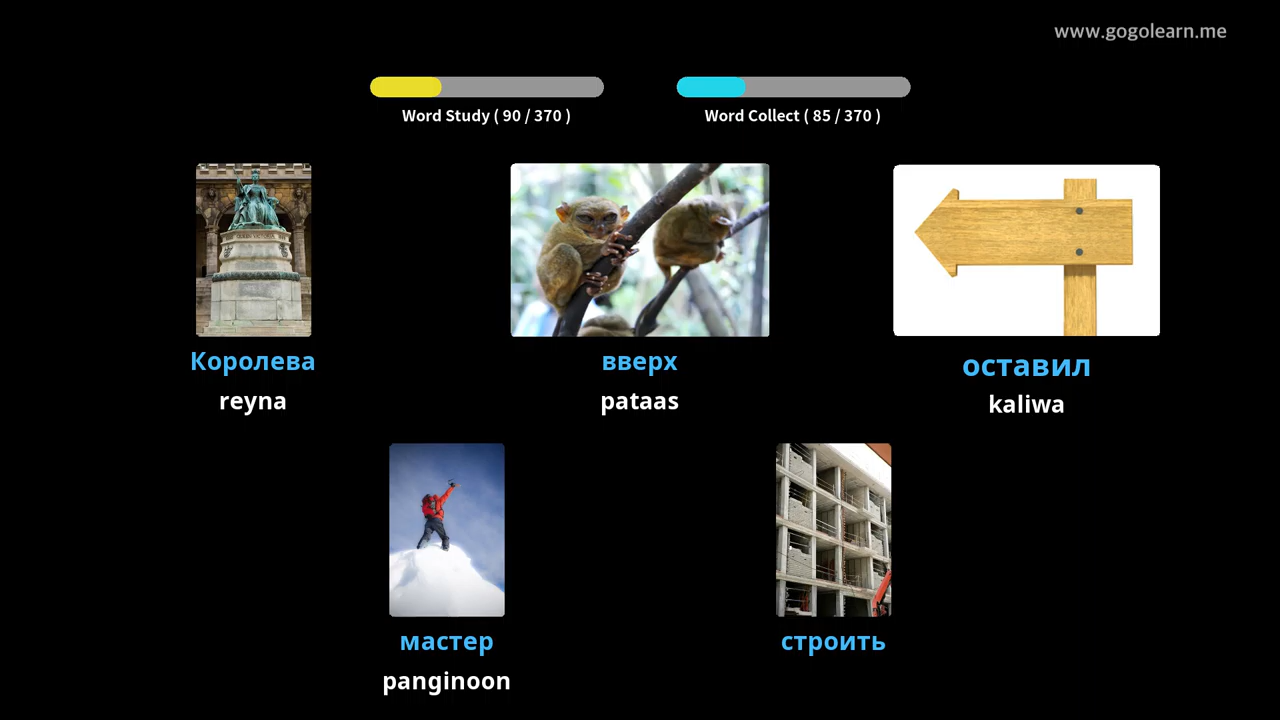 www.gogolearn.me
Word Study ( 90 / 370 )
Word Collect ( 85 / 370 )
Королева
вверх
оставил
reyna
pataas
kaliwa
мастер
строить
panginoon